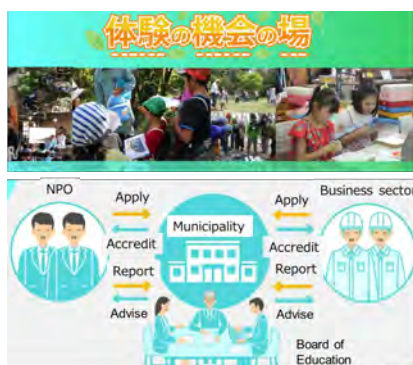 体験の機会の場
NPO
Business sector
Apply
Apply
Municipality
Accredit
Accredit
Report
Report
Advise
Advise
Board of
Education